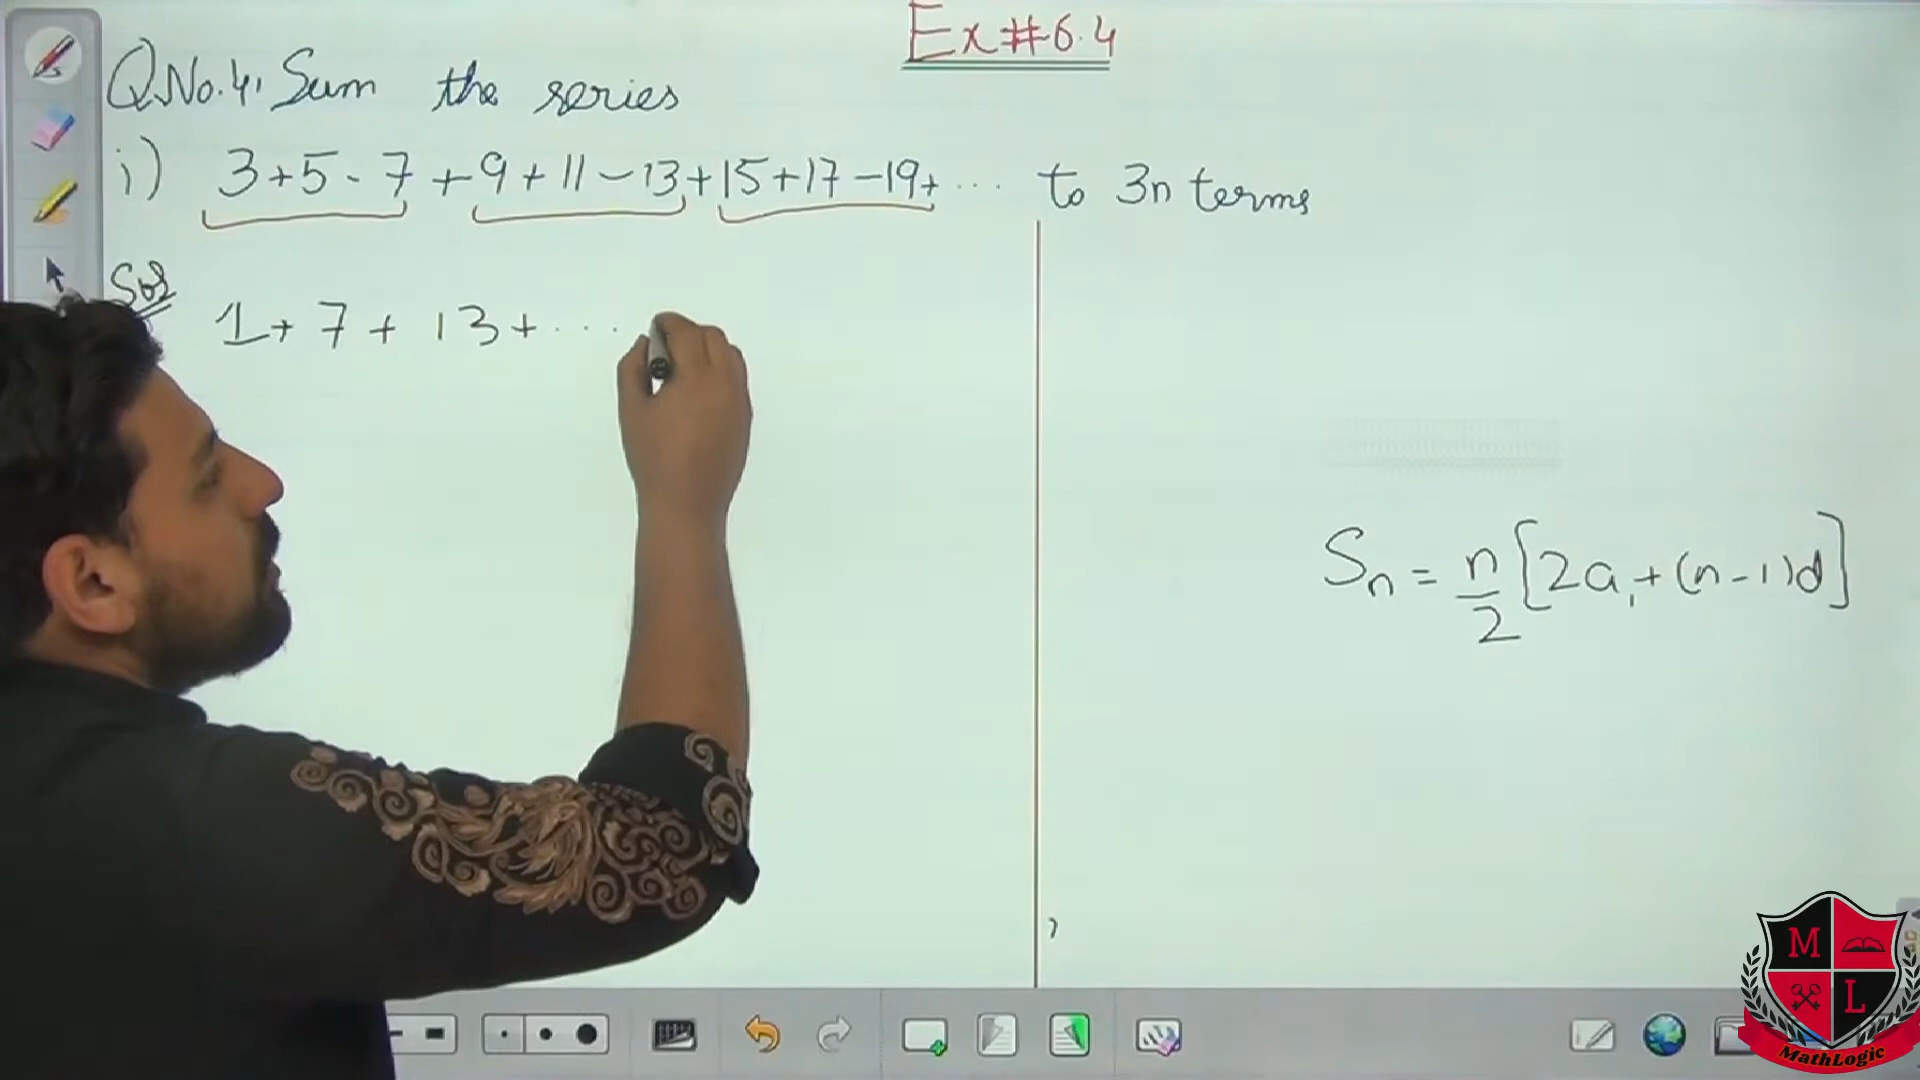 Ex#6.4
QNo.4, Sum the series
i) 3+5-7+9+11-13+15+17-19+... to 3n terms
Sol
1+7+13+...
Sn = n/2 [2a₁+(n-1)d]
M
L
MathLogic